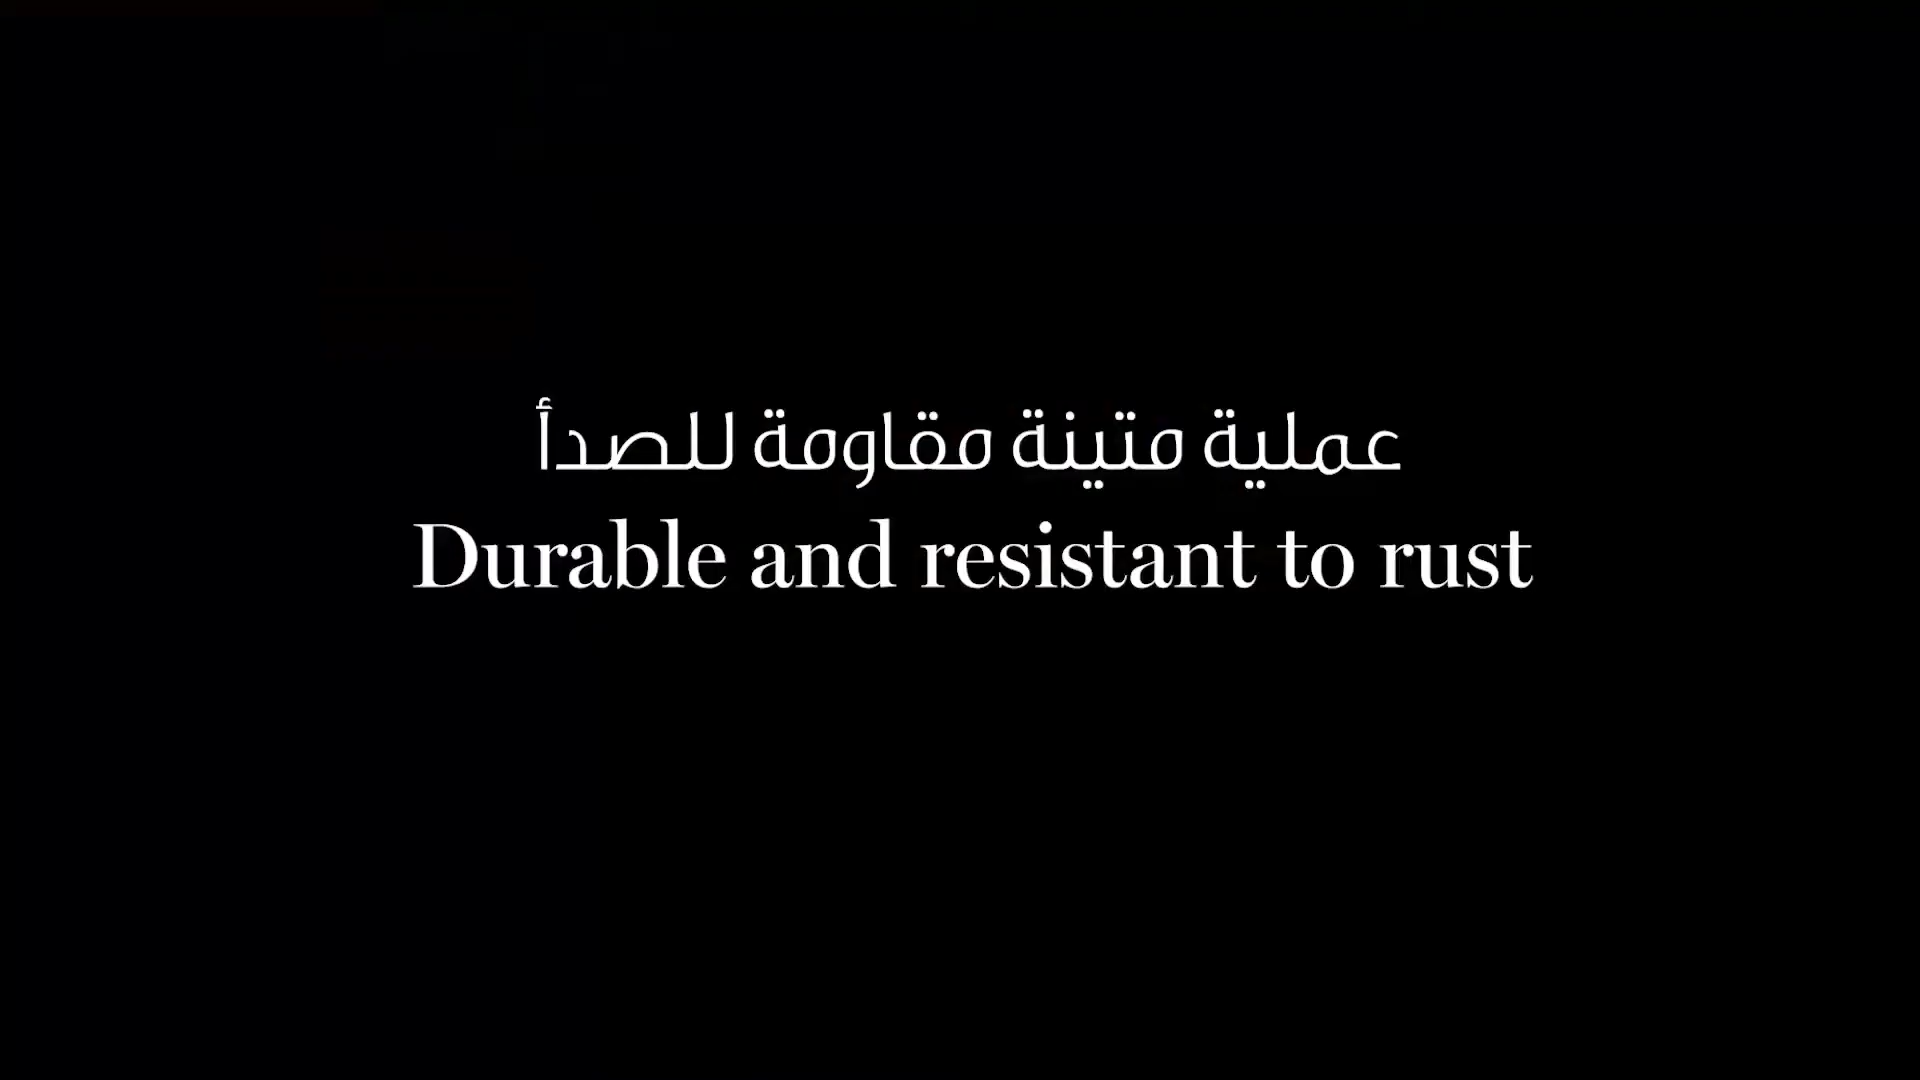 عملية متينة مقاومة للصدأ
Durable and resistant to rust